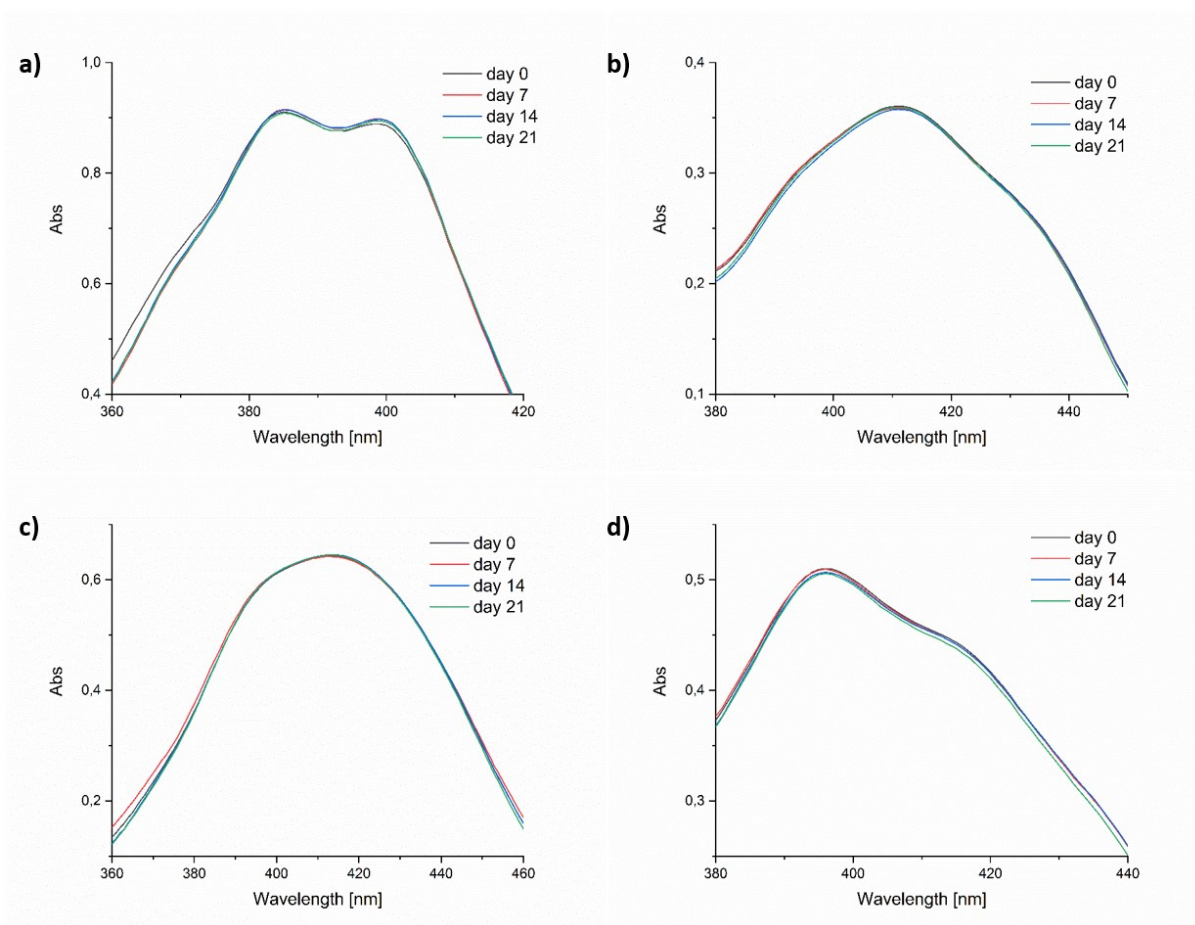 a)
1,0
0,8
0,6
0,4
Abs
360
380
400
420
Wavelength [nm]
day 0
day 7
day 14
day 21
b)
0,4
0,3
0,2
0,1
Abs
380
400
420
440
Wavelength [nm]
day 0
day 7
day 14
day 21
c)
0,6
0,4
0,2
Abs
360
380
400
420
440
460
Wavelength [nm]
day 0
day 7
day 14
day 21
d)
0,5
0,4
0,3
Abs
380
400
420
440
Wavelength [nm]
day 0
day 7
day 14
day 21